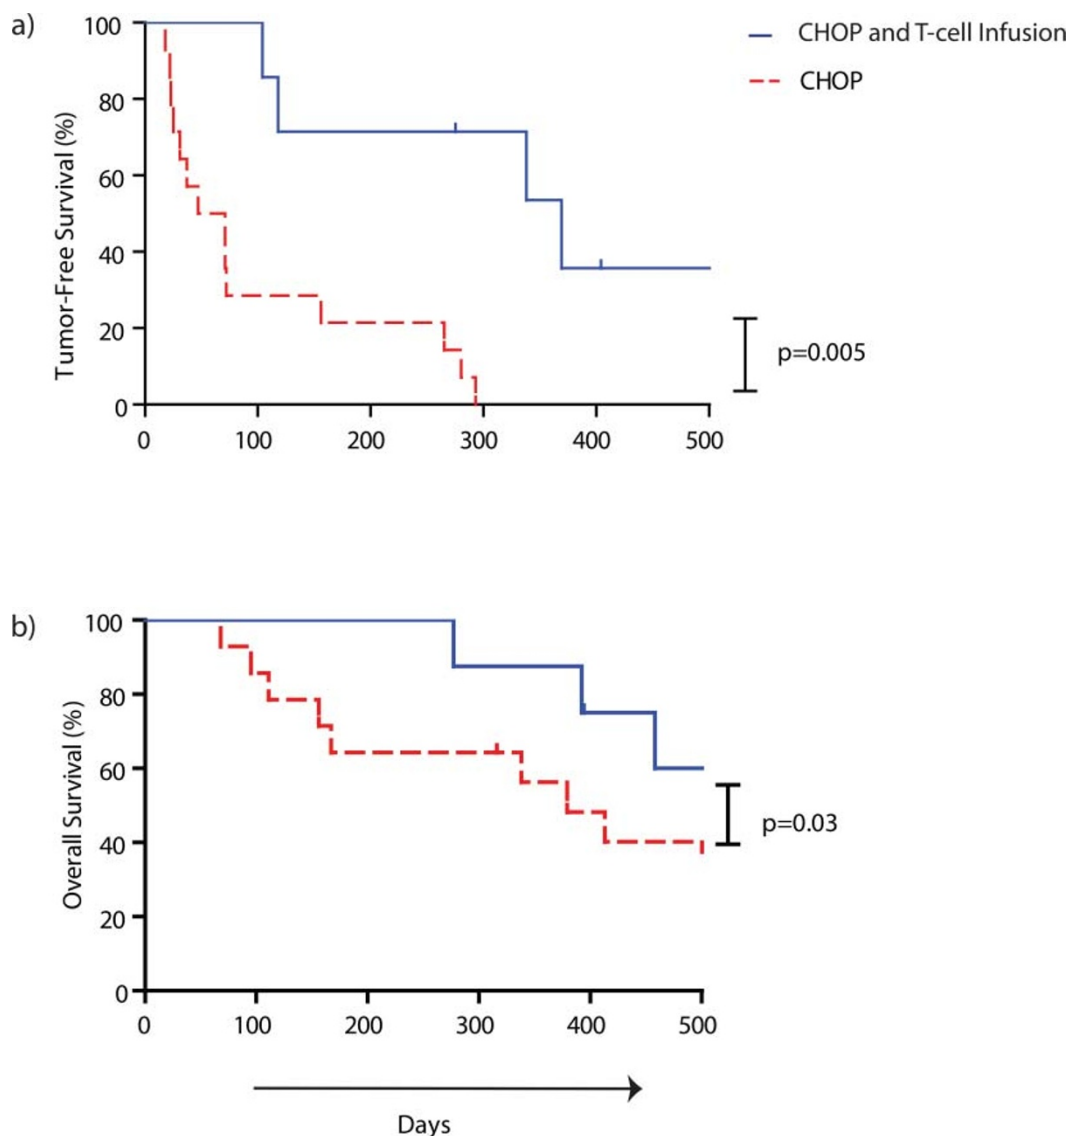 a)
CHOP and T-cell Infusion
CHOP
Tumor-Free Survival (%)
100
80
60
40
20
0
0 100 200 300 400 500
p=0.005
b)
Overall Survival (%)
100
80
60
40
20
0
0 100 200 300 400 500
p=0.03
Days